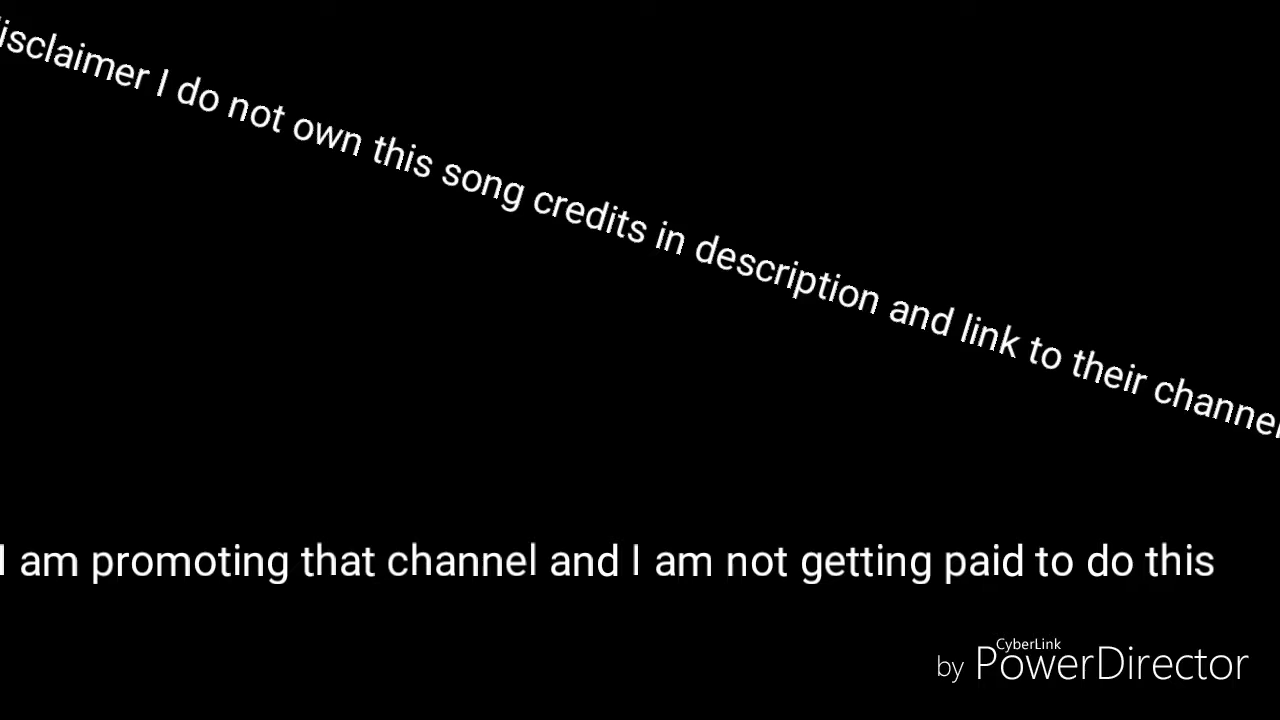 isclaimer I do not own this song credits in description and link to their channel
I am promoting that channel and I am not getting paid to do this
CyberLink
by PowerDirector